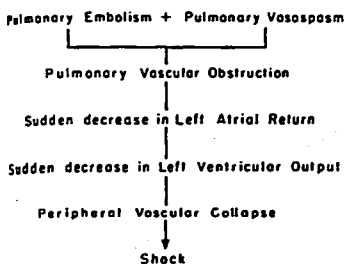 Pulmonary Embolism + Pulmonary Vasospasm
Pulmonary Vascular Obstruction
Sudden decrease in Left Atrial Return
Sudden decrease in Left Ventricular Output
Peripheral Vascular Collapse
Shock